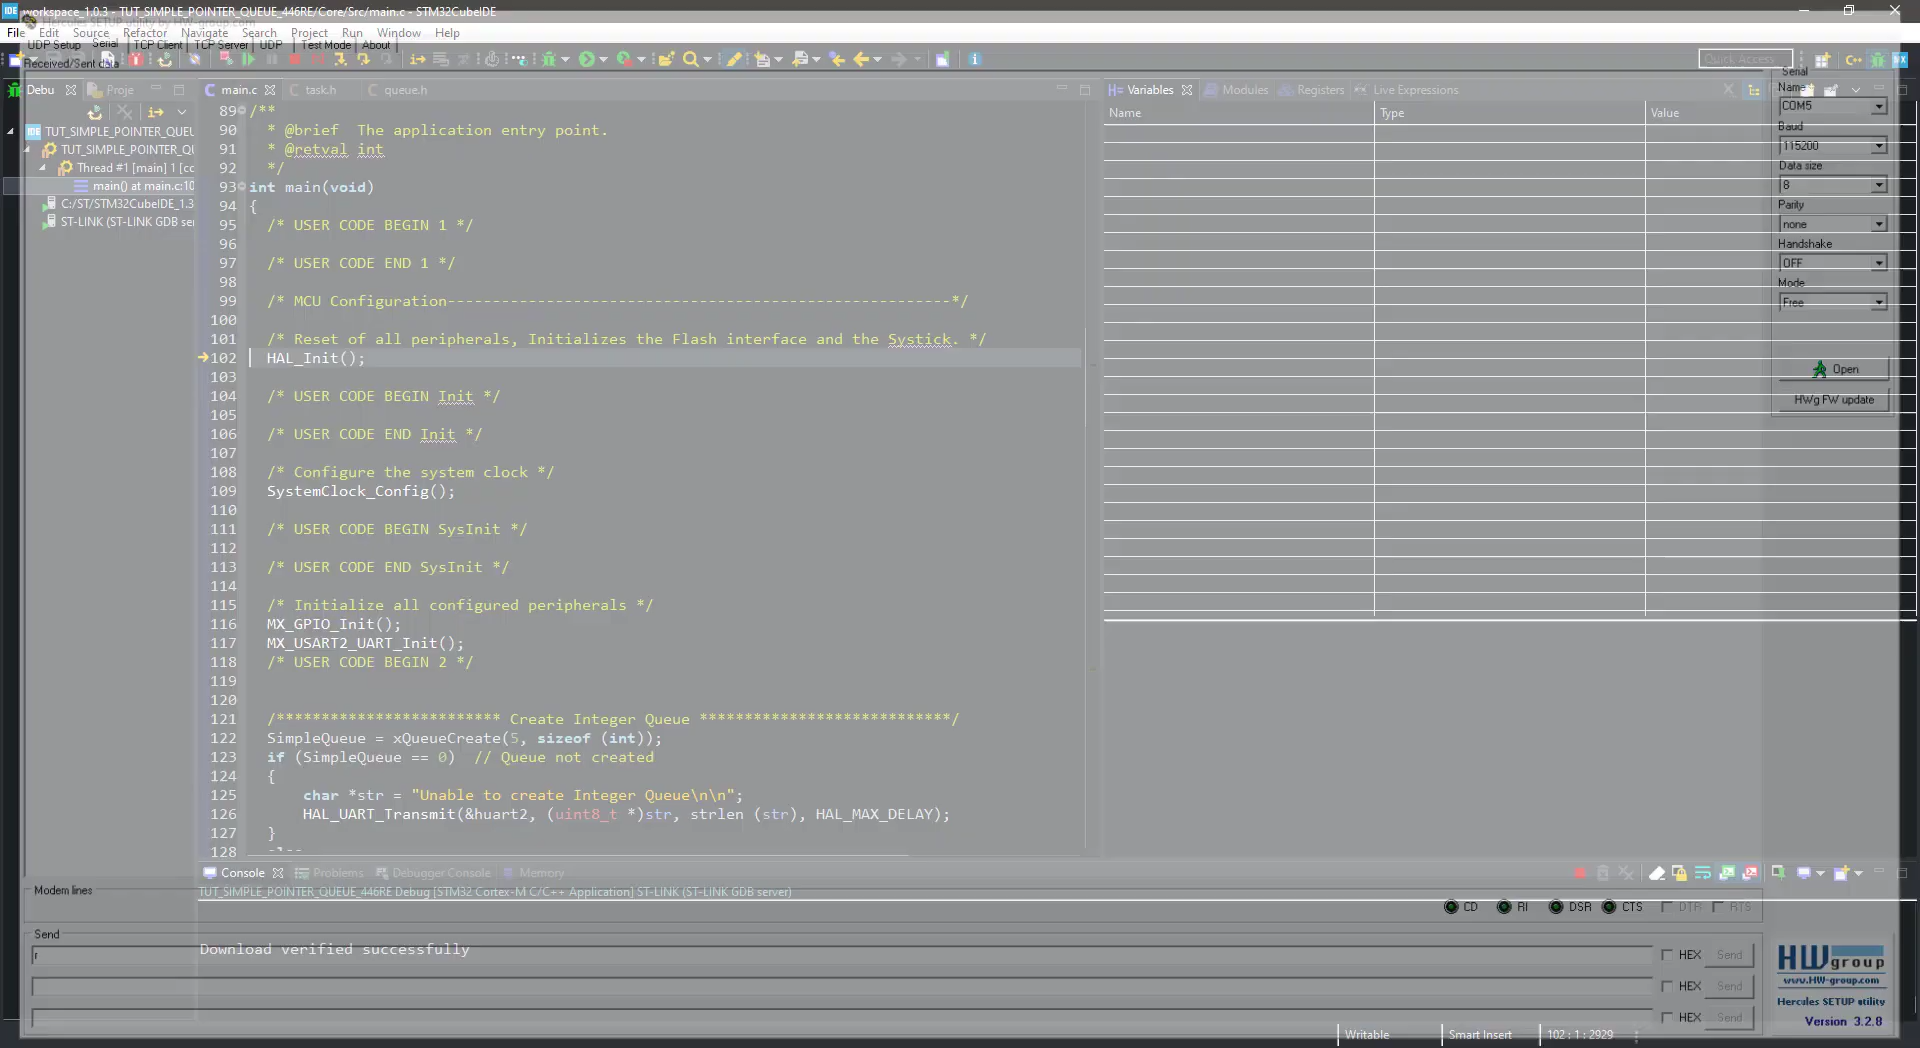 workspace_1.0.3 - TUT_SIMPLE_POINTER_QUEUE_446RE/Core/Src/main.c - STM32CubeIDE
Hercules SETUP utility by HW-group.com
File Edit Source Refactor Navigate Search Project Run Window Help
UDP Setup Serial TCP Client TCP Server UDP Test Mode About
Received/Sent data
Quick Access
Debu
Proje
main.c
task.h
queue.h
TUT_SIMPLE_POINTER_QUEU
TUT_SIMPLE_POINTER_QU
Thread #1 [main] 1 [co
main() at main.c:10
C:/ST/STM32CubeIDE_1.3
ST-LINK (ST-LINK GDB ser
89 /**
90 * @brief The application entry point.
91 * @retval int
92 */
93 int main(void)
94 {
95 /* USER CODE BEGIN 1 */
96
97 /* USER CODE END 1 */
98
99 /* MCU Configuration--------------------------------------------------------*/
100
101 /* Reset of all peripherals, Initializes the Flash interface and the Systick. */
102 HAL_Init();
103
104 /* USER CODE BEGIN Init */
105
106 /* USER CODE END Init */
107
108 /* Configure the system clock */
109 SystemClock_Config();
110
111 /* USER CODE BEGIN SysInit */
112
113 /* USER CODE END SysInit */
114
115 /* Initialize all configured peripherals */
116 MX_GPIO_Init();
117 MX_USART2_UART_Init();
118 /* USER CODE BEGIN 2 */
119
120
121 /************************* Create Integer Queue ****************************/
122 SimpleQueue = xQueueCreate(5, sizeof (int));
123 if (SimpleQueue == 0) // Queue not created
124 {
125 char *str = "Unable to create Integer Queue\n\n";
126 HAL_UART_Transmit(&huart2, (uint8_t *)str, strlen (str), HAL_MAX_DELAY);
127 }
128 else
Variables Modules Registers Live Expressions
Name Type Value
Serial
Name
COM5
Baud
115200
Data size
8
Parity
none
Handshake
OFF
Mode
Free
Open
HWg FW update
Console Problems Debugger Console Memory
TUT_SIMPLE_POINTER_QUEUE_446RE Debug [STM32 Cortex-M C/C++ Application] ST-LINK (ST-LINK GDB server)
Modem lines
CD RI DSR CTS DTR RTS
Send
Download verified successfully
r
HEX Send
HEX Send
HEX Send
HWgroup
www.HW-group.com
Hercules SETUP utility
Version 3.2.8
Writable Smart Insert 102 : 1 : 2929